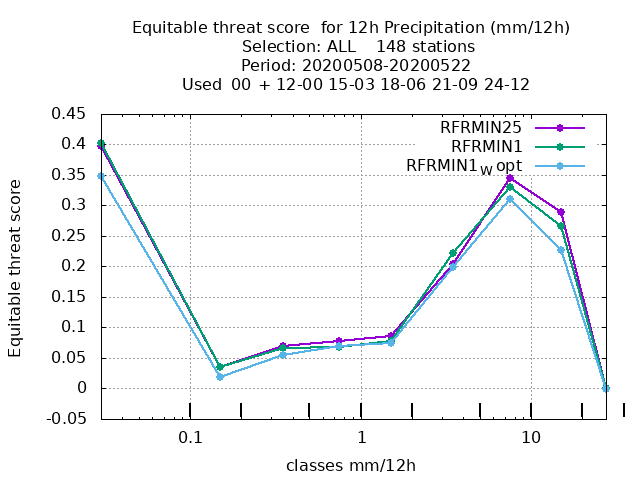 Equitable threat score  for 12h Precipitation (mm/12h)
Selection: ALL    148 stations
Period: 20200508-20200522
Used  00 + 12-00 15-03 18-06 21-09 24-12
RFRMIN25
RFRMIN1
RFRMIN1W opt
0.45
0.4
0.35
0.3
0.25
0.2
0.15
0.1
0.05
0
-0.05
Equitable threat score
0.1 1 10
classes mm/12h